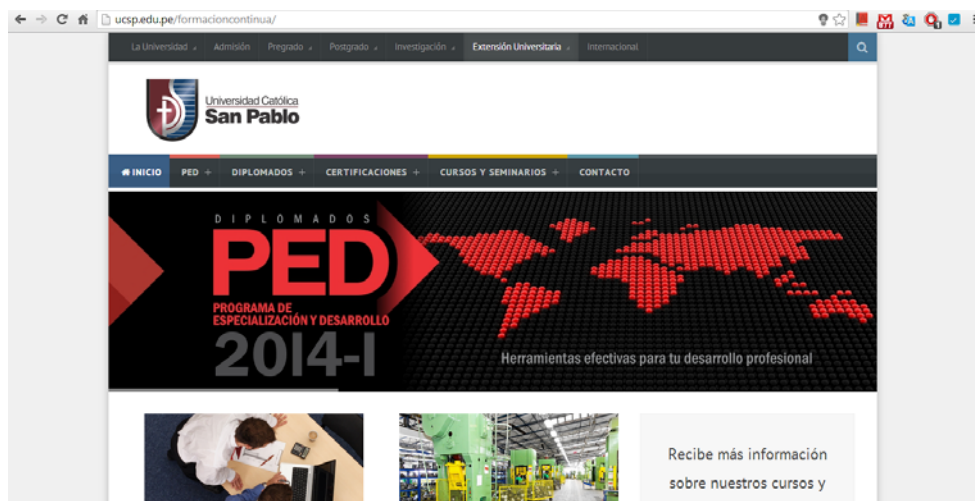 ucsp.edu.pe/formacioncontinua/
La Universidad Admisión Pregrado Postgrado Investigación Extensión Universitaria Internacional
Universidad Católica
San Pablo
INICIO PED + DIPLOMADOS + CERTIFICACIONES + CURSOS Y SEMINARIOS + CONTACTO
DIPLOMADOS
PED
PROGRAMA DE
ESPECIALIZACIÓN Y DESARROLLO
2014-I
Herramientas efectivas para tu desarrollo profesional
Recibe más información
sobre nuestros cursos y